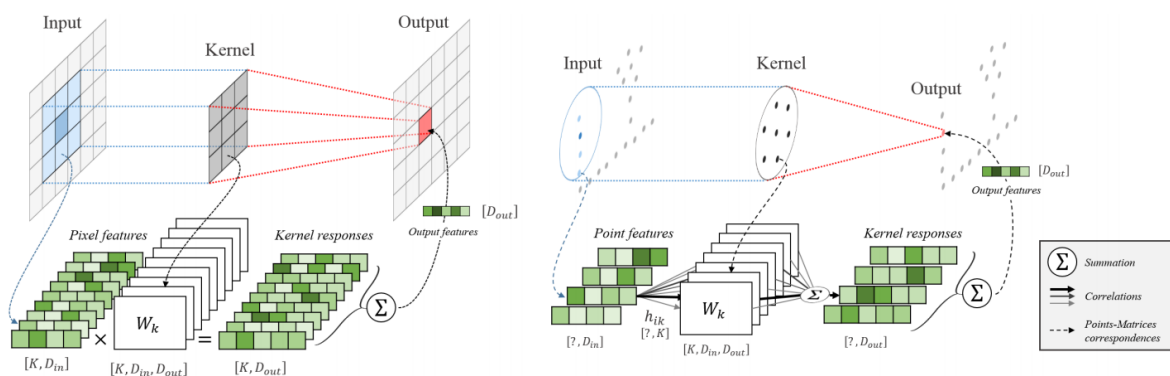 Input
Kernel
Output
[D_out]
Output features
Pixel features
Kernel responses
W_k
×
=
Σ
[K, D_in]
[K, D_in, D_out]
[K, D_out]
Input
Kernel
Output
[D_out]
Output features
Point features
Kernel responses
h_ik
[?, K]
W_k
Σ
Σ
[?, D_in]
[K, D_in, D_out]
[?, D_out]
Σ Summation
Correlations
Points-Matrices
correspondences